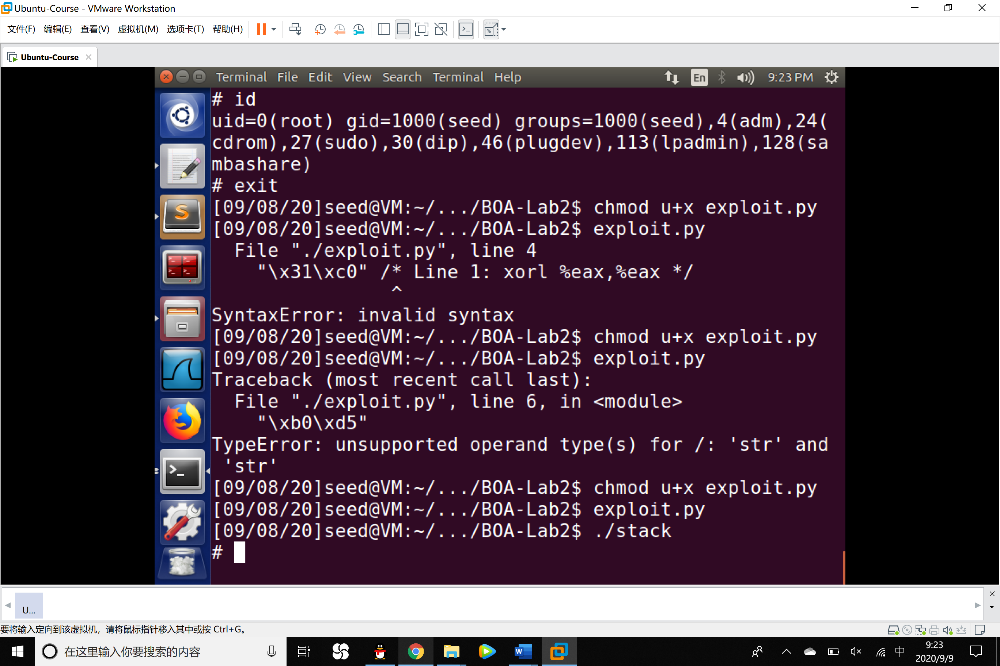 Ubuntu-Course - VMware Workstation
文件(F) 编辑(E) 查看(V) 虚拟机(M) 选项卡(T) 帮助(H)
Ubuntu-Course
Terminal File Edit View Search Terminal Help En 9:23 PM
# id
uid=0(root) gid=1000(seed) groups=1000(seed),4(adm),24(
cdrom),27(sudo),30(dip),46(plugdev),113(lpadmin),128(sa
mbashare)
# exit
[09/08/20]seed@VM:~/.../BOA-Lab2$ chmod u+x exploit.py
[09/08/20]seed@VM:~/.../BOA-Lab2$ exploit.py
File "./exploit.py", line 4
"\x31\xc0" /* Line 1: xorl %eax,%eax */
^
SyntaxError: invalid syntax
[09/08/20]seed@VM:~/.../BOA-Lab2$ chmod u+x exploit.py
[09/08/20]seed@VM:~/.../BOA-Lab2$ exploit.py
Traceback (most recent call last):
File "./exploit.py", line 6, in <module>
"\xb0\xd5"
TypeError: unsupported operand type(s) for /: 'str' and
'str'
[09/08/20]seed@VM:~/.../BOA-Lab2$ chmod u+x exploit.py
[09/08/20]seed@VM:~/.../BOA-Lab2$ exploit.py
[09/08/20]seed@VM:~/.../BOA-Lab2$ ./stack
#
U...
要将输入定向到该虚拟机，请将鼠标指针移入其中或按 Ctrl+G。
在这里输入你要搜索的内容
中
9:23
2020/9/9